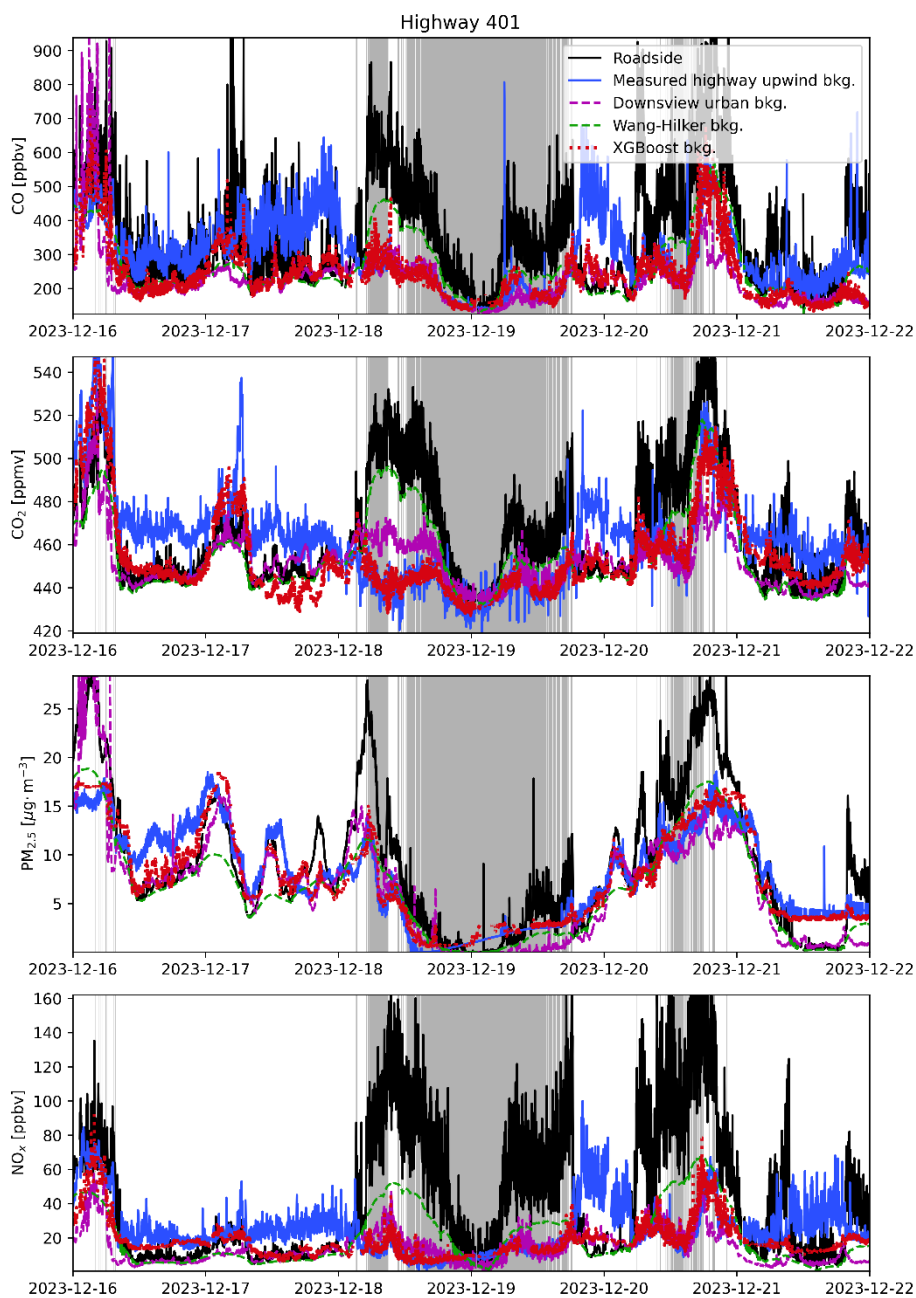 Highway 401
900
800
700
600
500
400
300
200
CO [ppbv]
Roadside
Measured highway upwind bkg.
Downsview urban bkg.
Wang-Hilker bkg.
XGBoost bkg.
2023-12-16 2023-12-17 2023-12-18 2023-12-19 2023-12-20 2023-12-21 2023-12-22
540
520
500
480
460
440
420
CO₂ [ppmv]
2023-12-16 2023-12-17 2023-12-18 2023-12-19 2023-12-20 2023-12-21 2023-12-22
25
20
15
10
5
PM₂.₅ [μg·m⁻³]
2023-12-16 2023-12-17 2023-12-18 2023-12-19 2023-12-20 2023-12-21 2023-12-22
160
140
120
100
80
60
40
20
NOₓ [ppbv]
2023-12-16 2023-12-17 2023-12-18 2023-12-19 2023-12-20 2023-12-21 2023-12-22